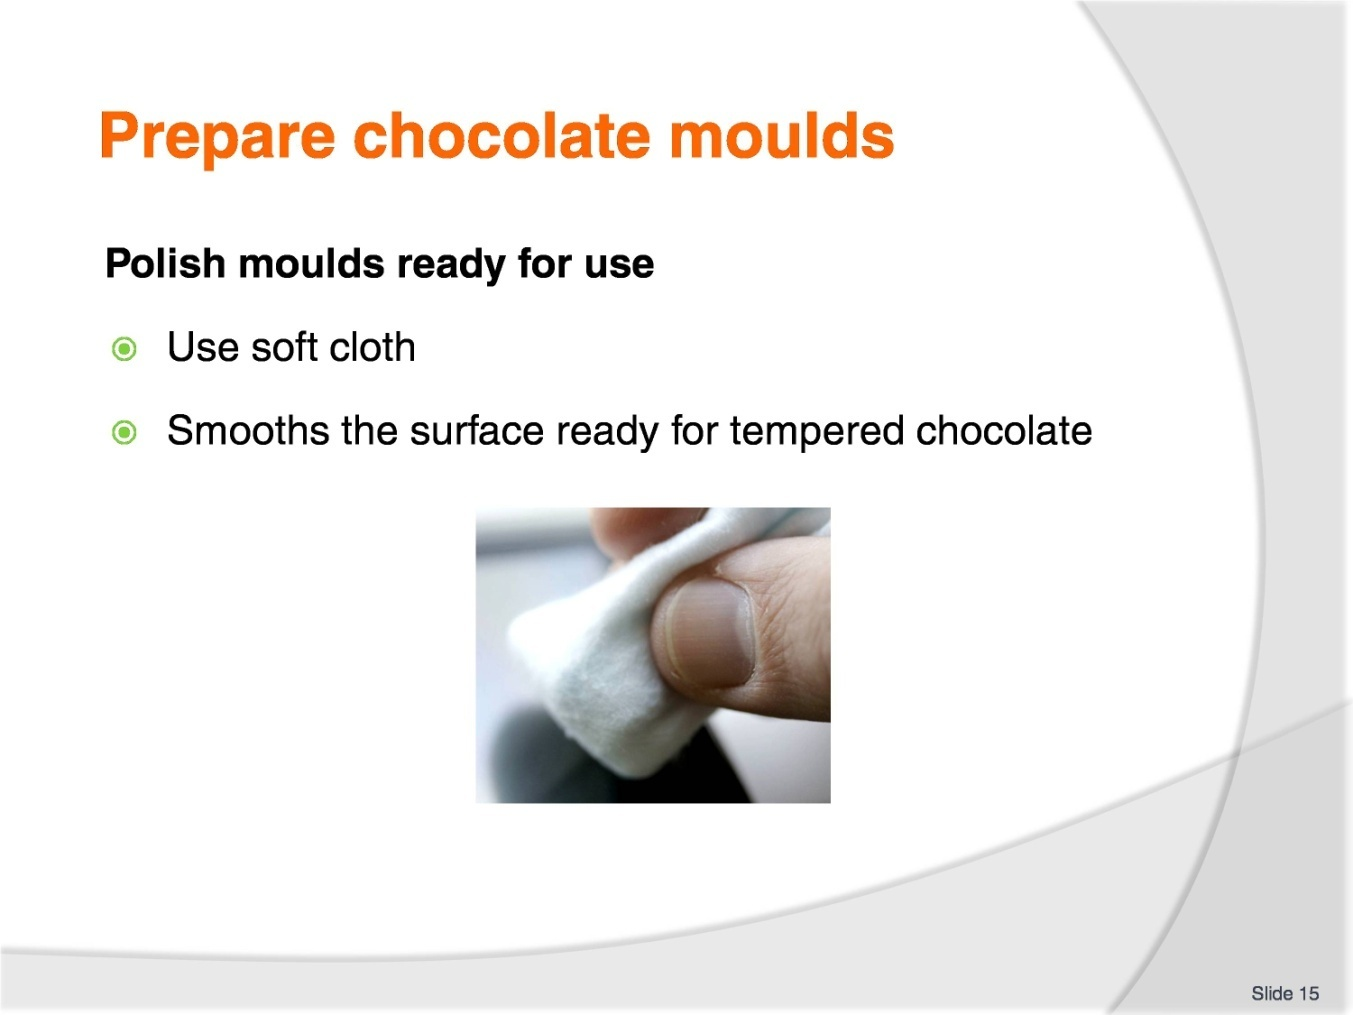 Prepare chocolate moulds
Polish moulds ready for use
Use soft cloth
Smooths the surface ready for tempered chocolate
Slide 15